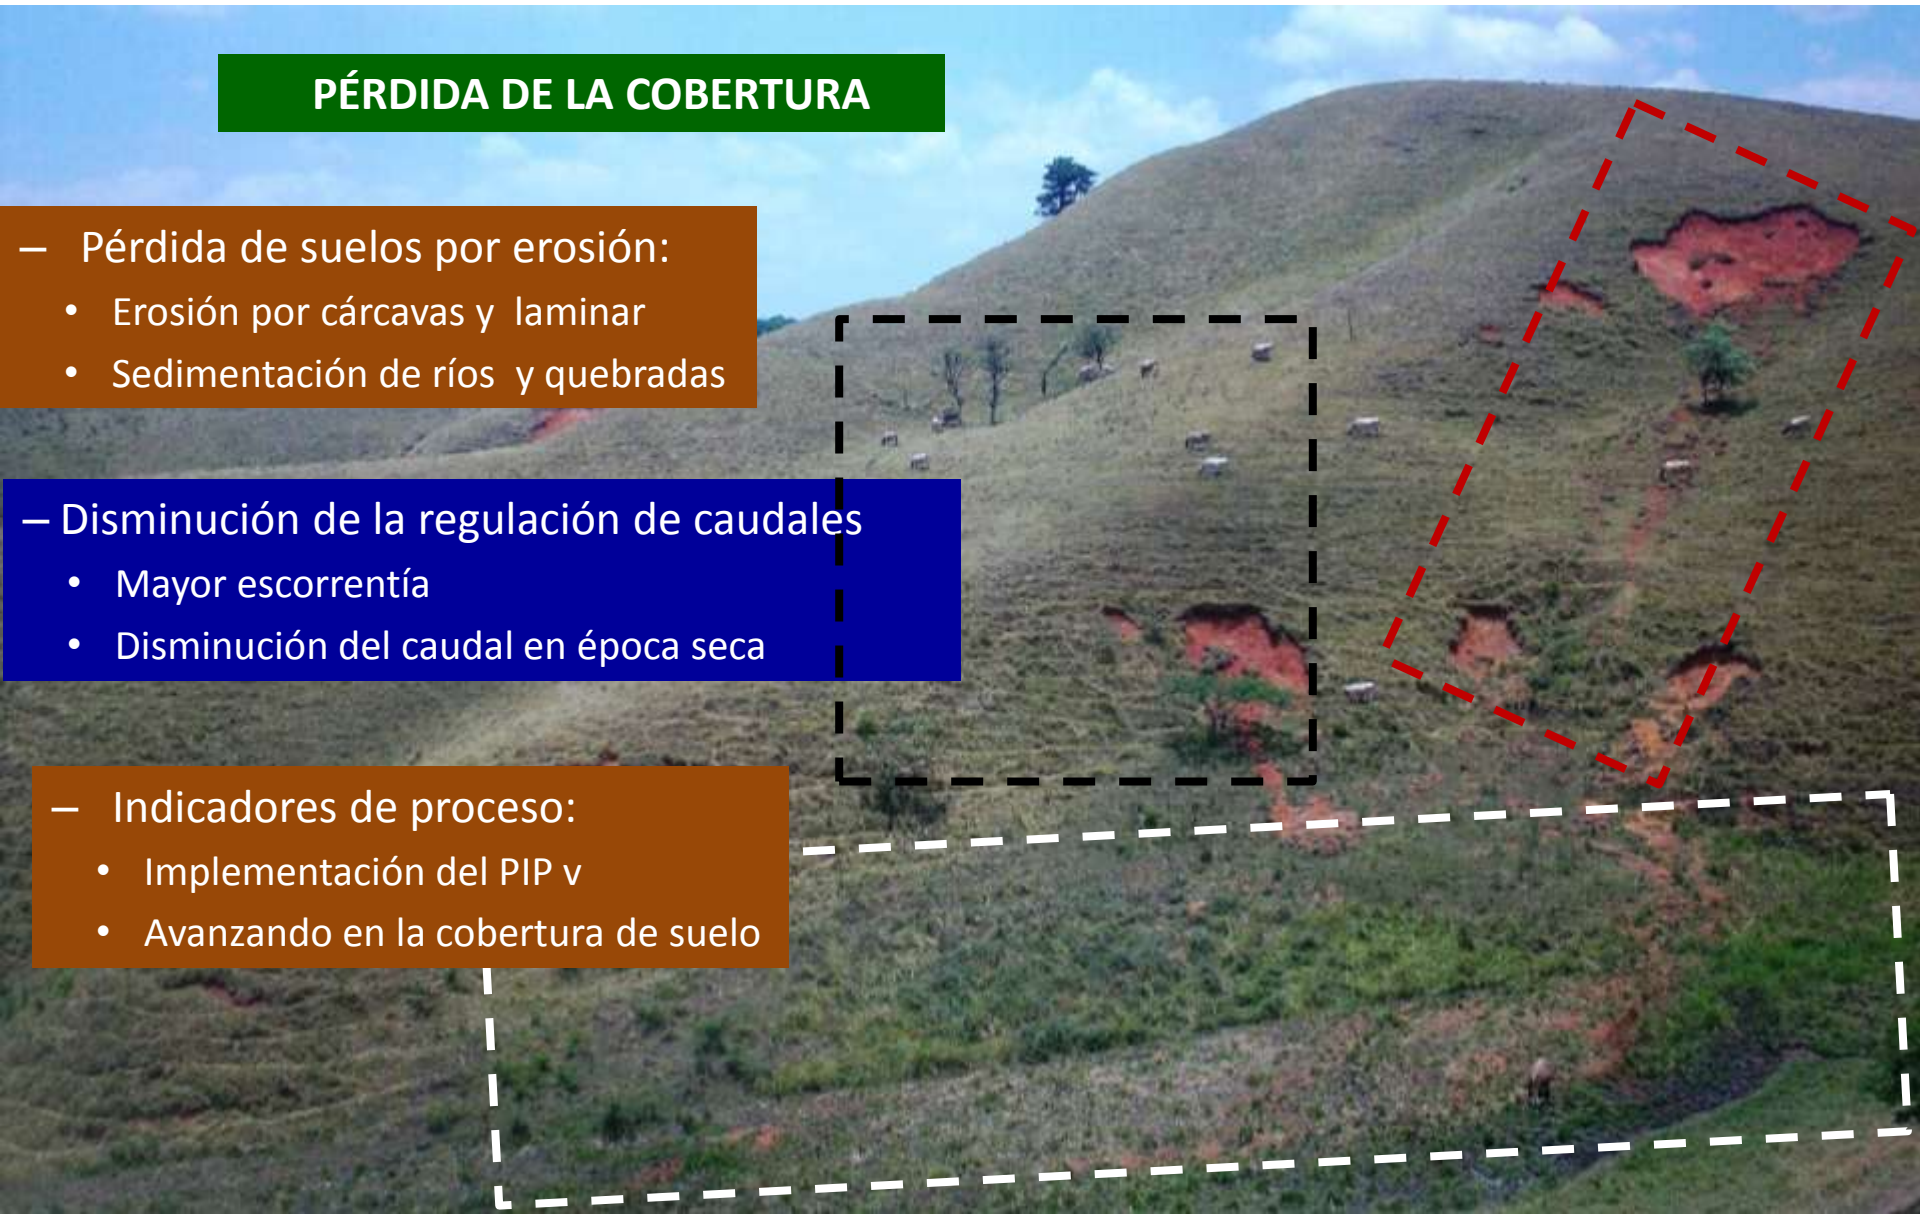 PÉRDIDA DE LA COBERTURA
– Pérdida de suelos por erosión:
• Erosión por cárcavas y laminar
• Sedimentación de ríos y quebradas
– Disminución de la regulación de caudales
• Mayor escorrentía
• Disminución del caudal en época seca
– Indicadores de proceso:
• Implementación del PIP v
• Avanzando en la cobertura de suelo